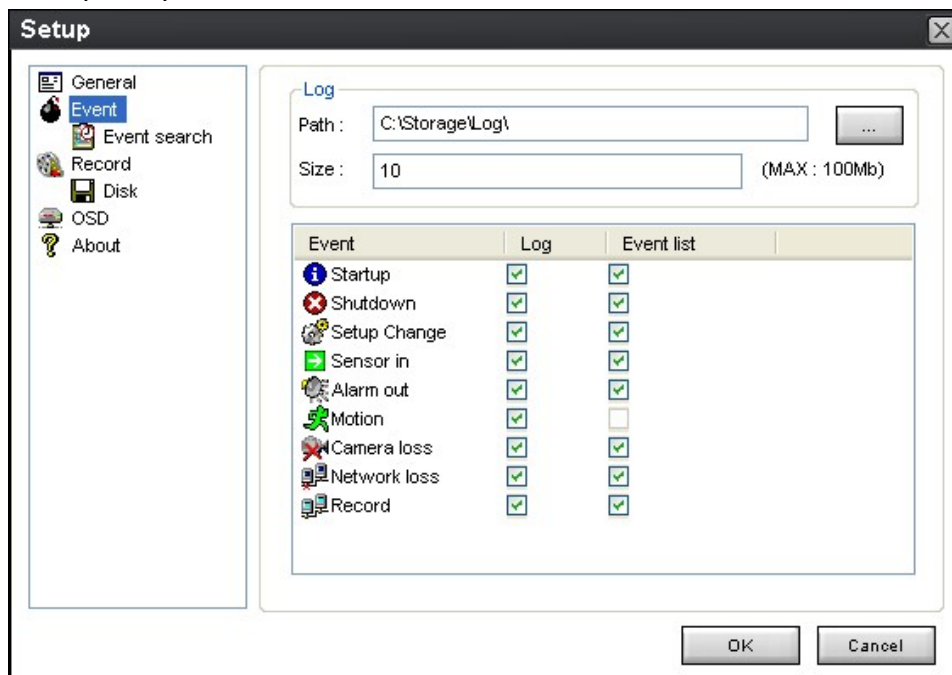 Setup
General
Event
Event search
Record
Disk
OSD
About
Log
Path : C:\Storage\Log\ ...
Size : 10 (MAX : 100Mb)
Event Log Event list
Startup
Shutdown
Setup Change
Sensor in
Alarm out
Motion
Camera loss
Network loss
Record
OK Cancel